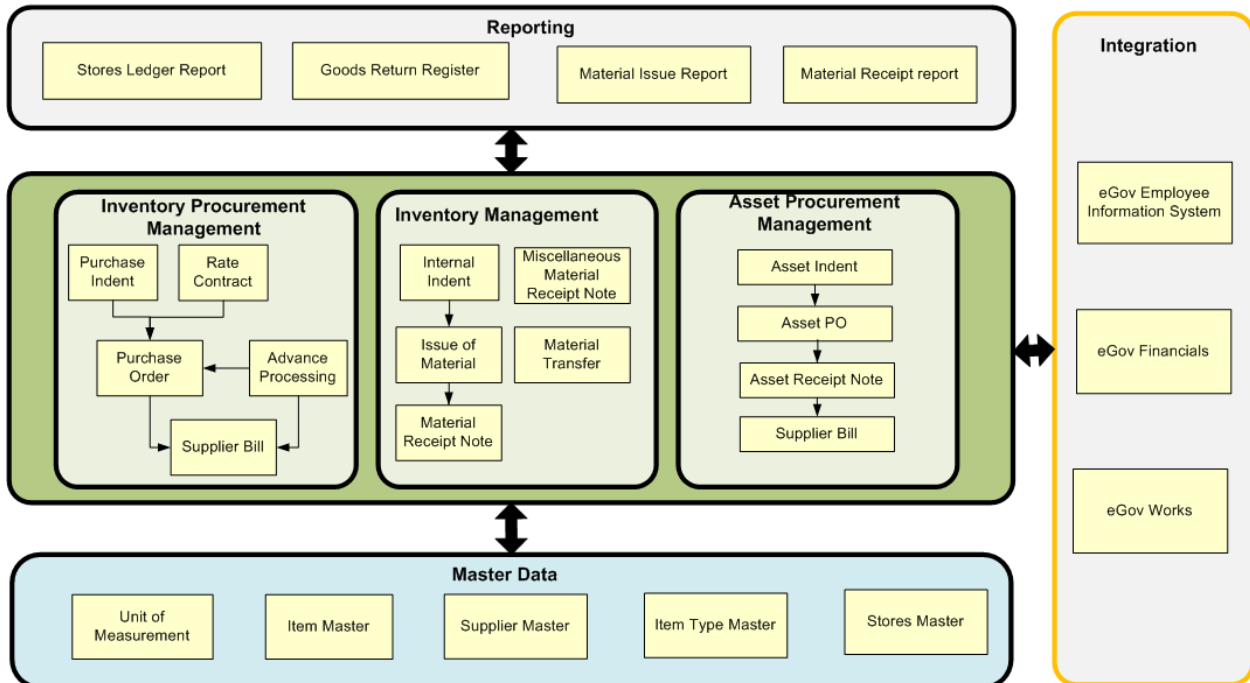 Reporting
Stores Ledger Report
Goods Return Register
Material Issue Report
Material Receipt report
Integration
eGov Employee
Information System
eGov Financials
eGov Works
Inventory Procurement
Management
Purchase
Indent
Rate
Contract
Purchase
Order
Advance
Processing
Supplier Bill
Inventory Management
Internal
Indent
Miscellaneous
Material
Receipt Note
Issue of
Material
Material
Transfer
Material
Receipt Note
Asset Procurement
Management
Asset Indent
Asset PO
Asset Receipt Note
Supplier Bill
Master Data
Unit of
Measurement
Item Master
Supplier Master
Item Type Master
Stores Master